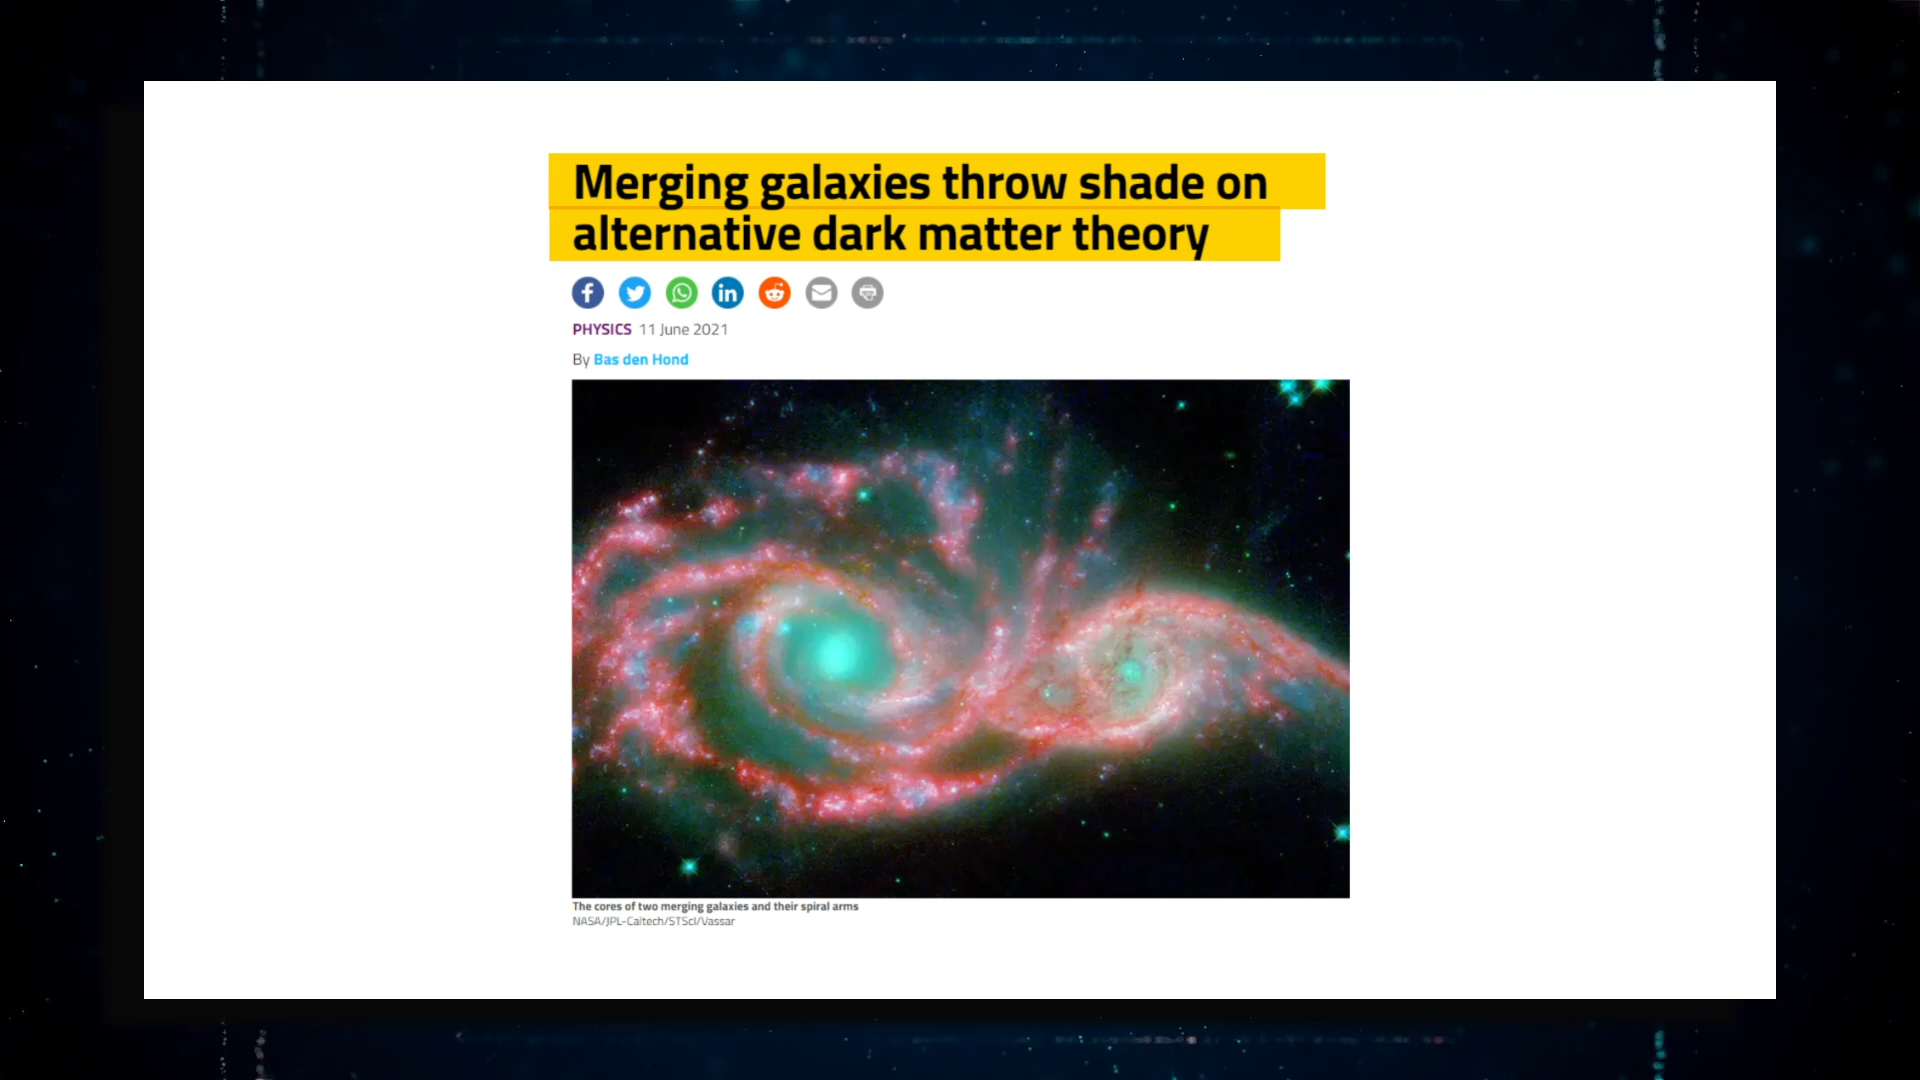 Merging galaxies throw shade on
alternative dark matter theory
PHYSICS 11 June 2021
By Bas den Hond
The cores of two merging galaxies and their spiral arms
NASA/JPL-Caltech/STScI/Vassar